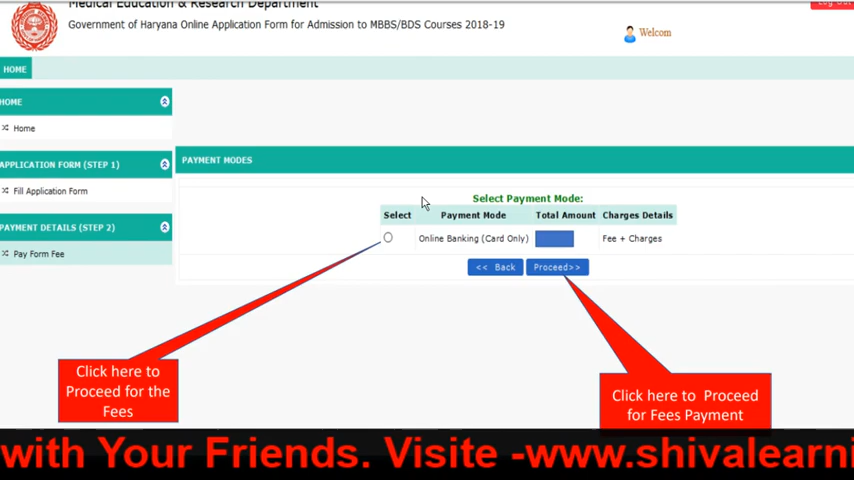 Medical Education & Research Department
Government of Haryana Online Application Form for Admission to MBBS/BDS Courses 2018-19
Log Out
Welcom
HOME
HOME
Home
APPLICATION FORM (STEP 1)
Fill Application Form
PAYMENT DETAILS (STEP 2)
Pay Form Fee
PAYMENT MODES
Select Payment Mode:
Select Payment Mode Total Amount Charges Details
Online Banking (Card Only) Fee + Charges
<< Back Proceed>>
Click here to
Proceed for the
Fees
Click here to Proceed
for Fees Payment
with Your Friends. Visite -www.shivalearni